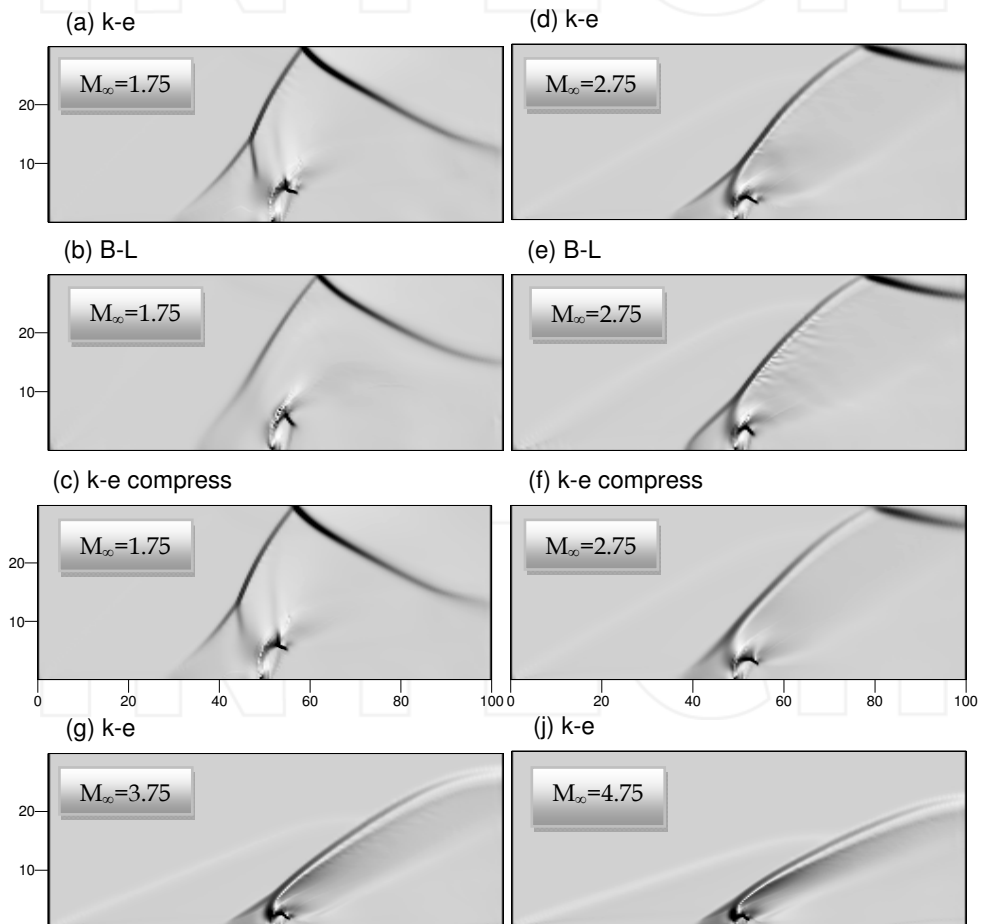 (a) k-e
M∞=1.75
20
10
(d) k-e
M∞=2.75
(b) B-L
M∞=1.75
20
10
(e) B-L
M∞=2.75
(c) k-e compress
M∞=1.75
20
10
0 20 40 60 80 100
(f) k-e compress
M∞=2.75
0 20 40 60 80 100
(g) k-e
M∞=3.75
20
10
(j) k-e
M∞=4.75